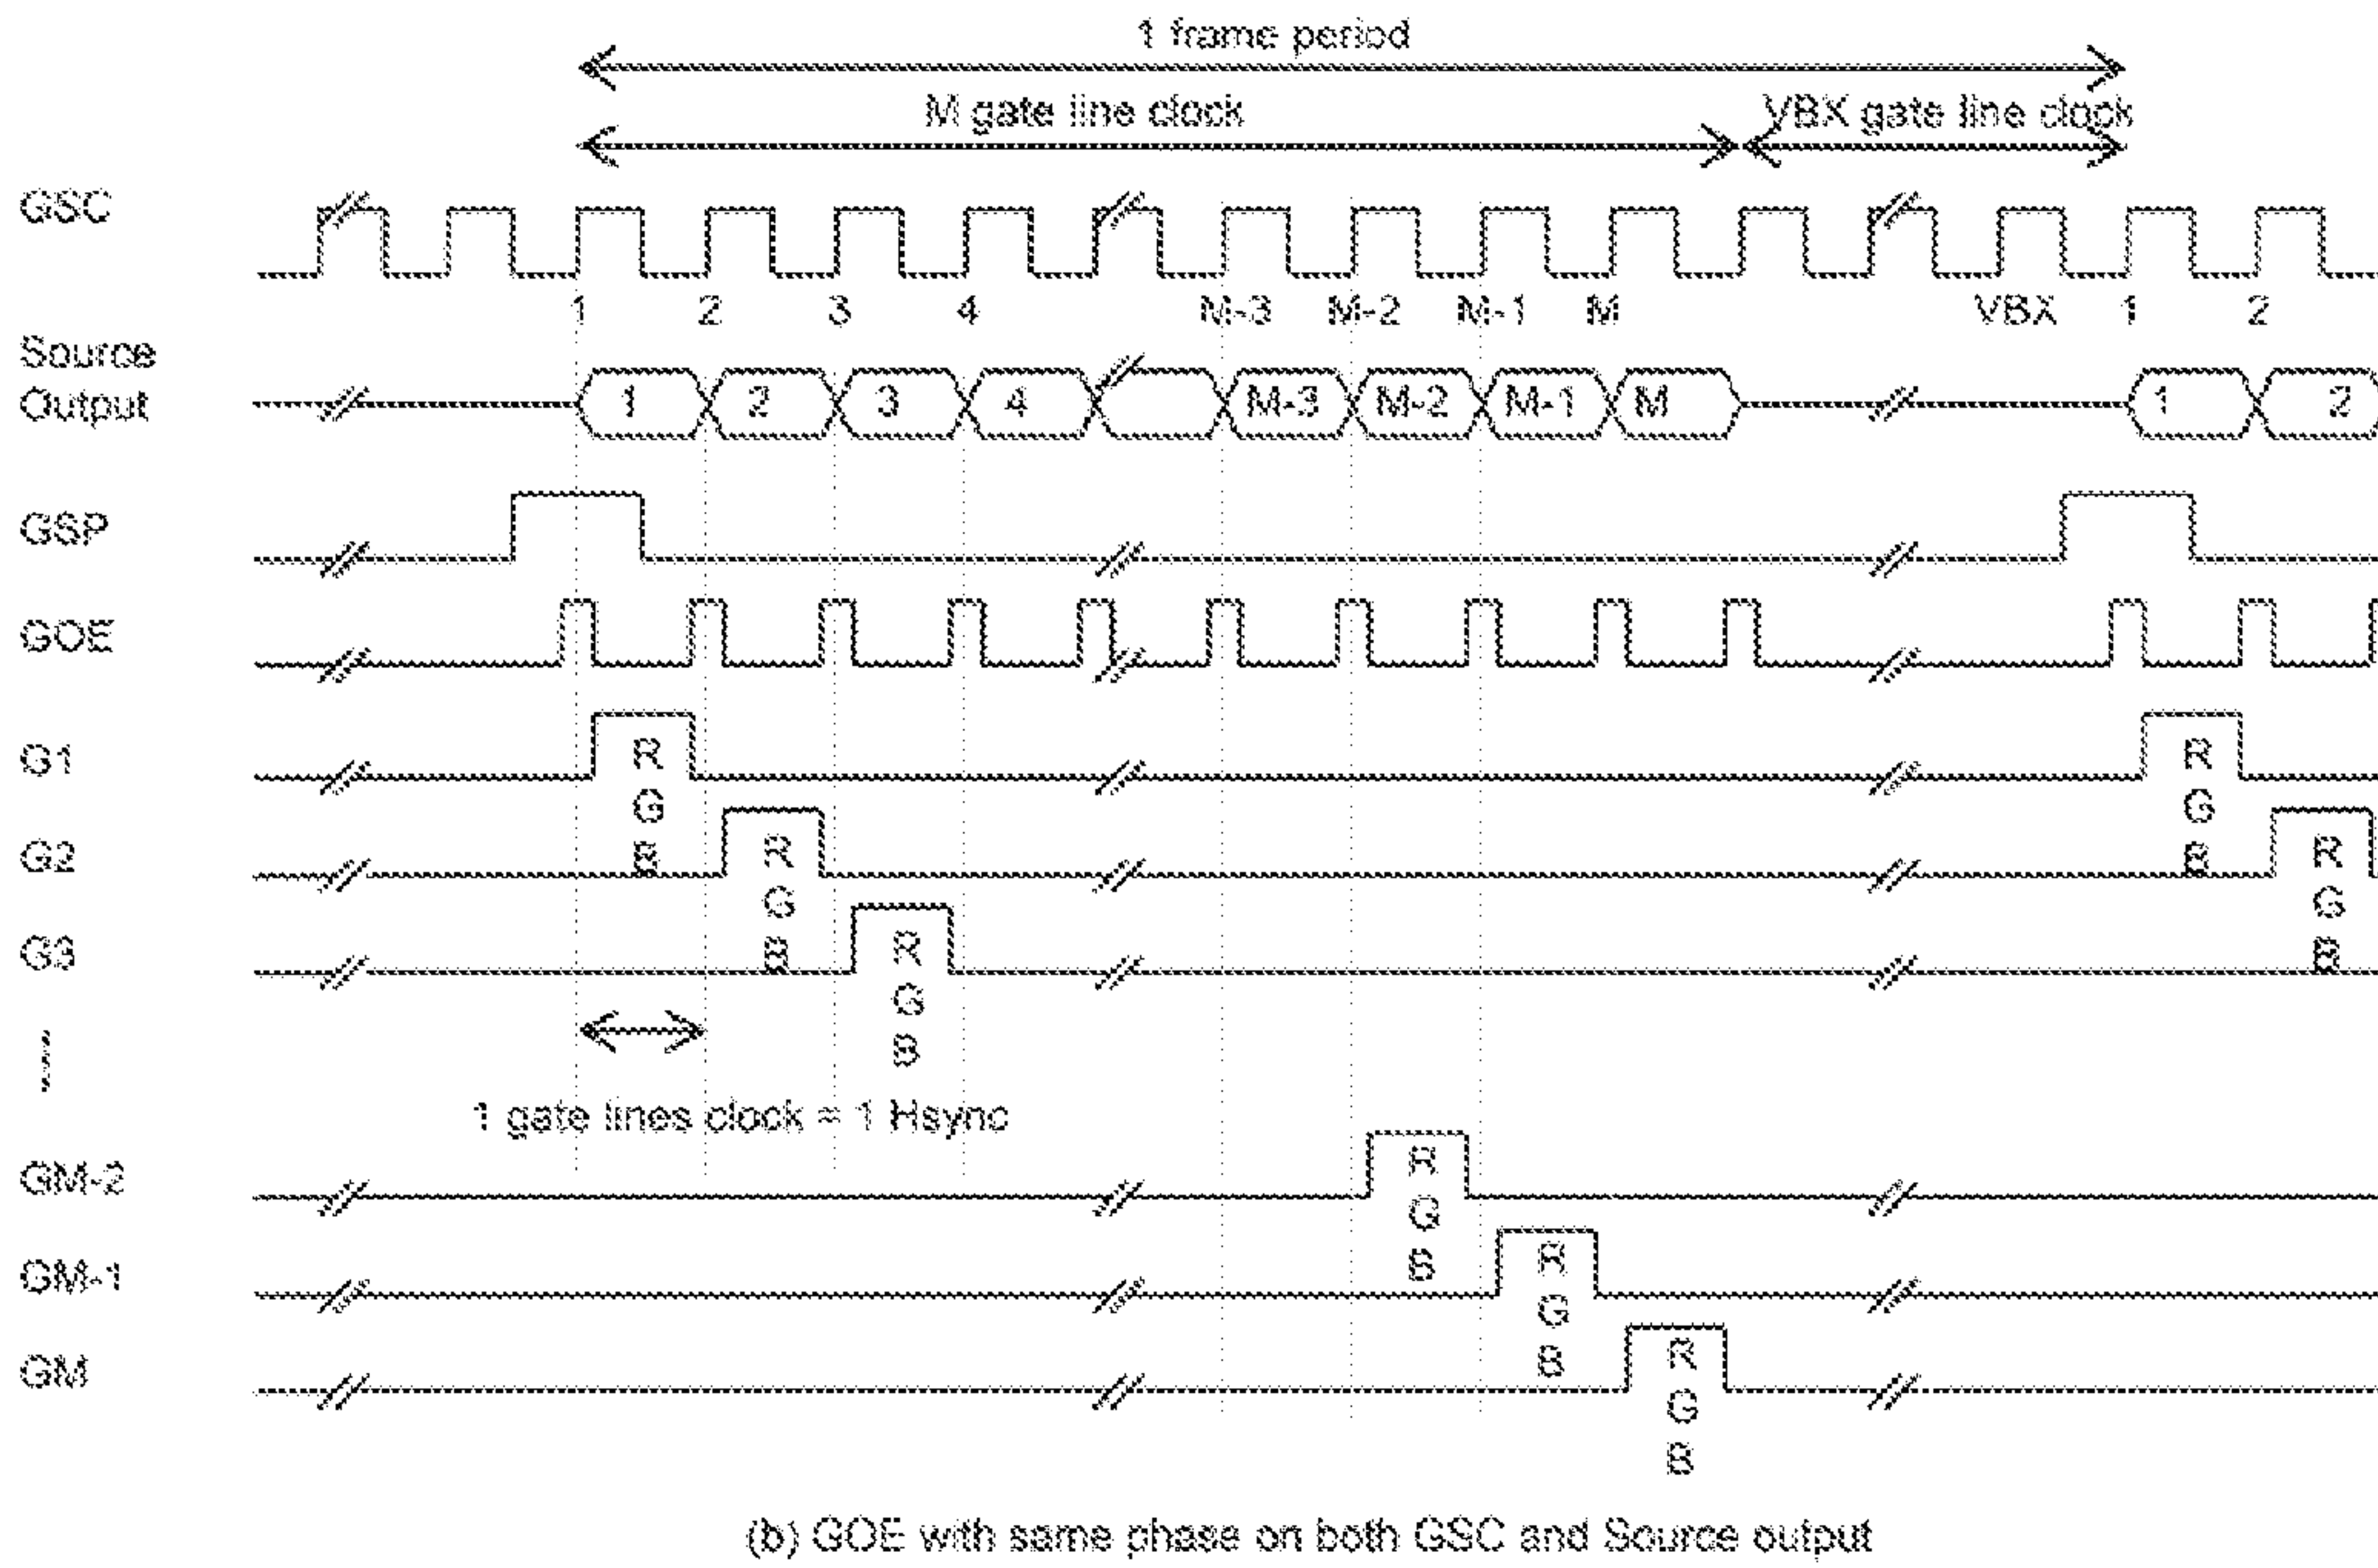 1 frame period
M gate line clock
VBX gate line clock
GSC
1 2 3 4 M-3 M-2 M-1 M VBX 1 2
Source
Output
1 2 3 4 M-3 M-2 M-1 M 1 2
GSP
GOE
G1
R
G
B
R
G
B
G2
R
G
B
R
G
B
G3
R
G
B
1 gate lines clock = 1 Hsync
GM-2
R
G
B
GM-1
R
G
B
GM
R
G
B
(b) GOE with same phase on both GSC and Source output